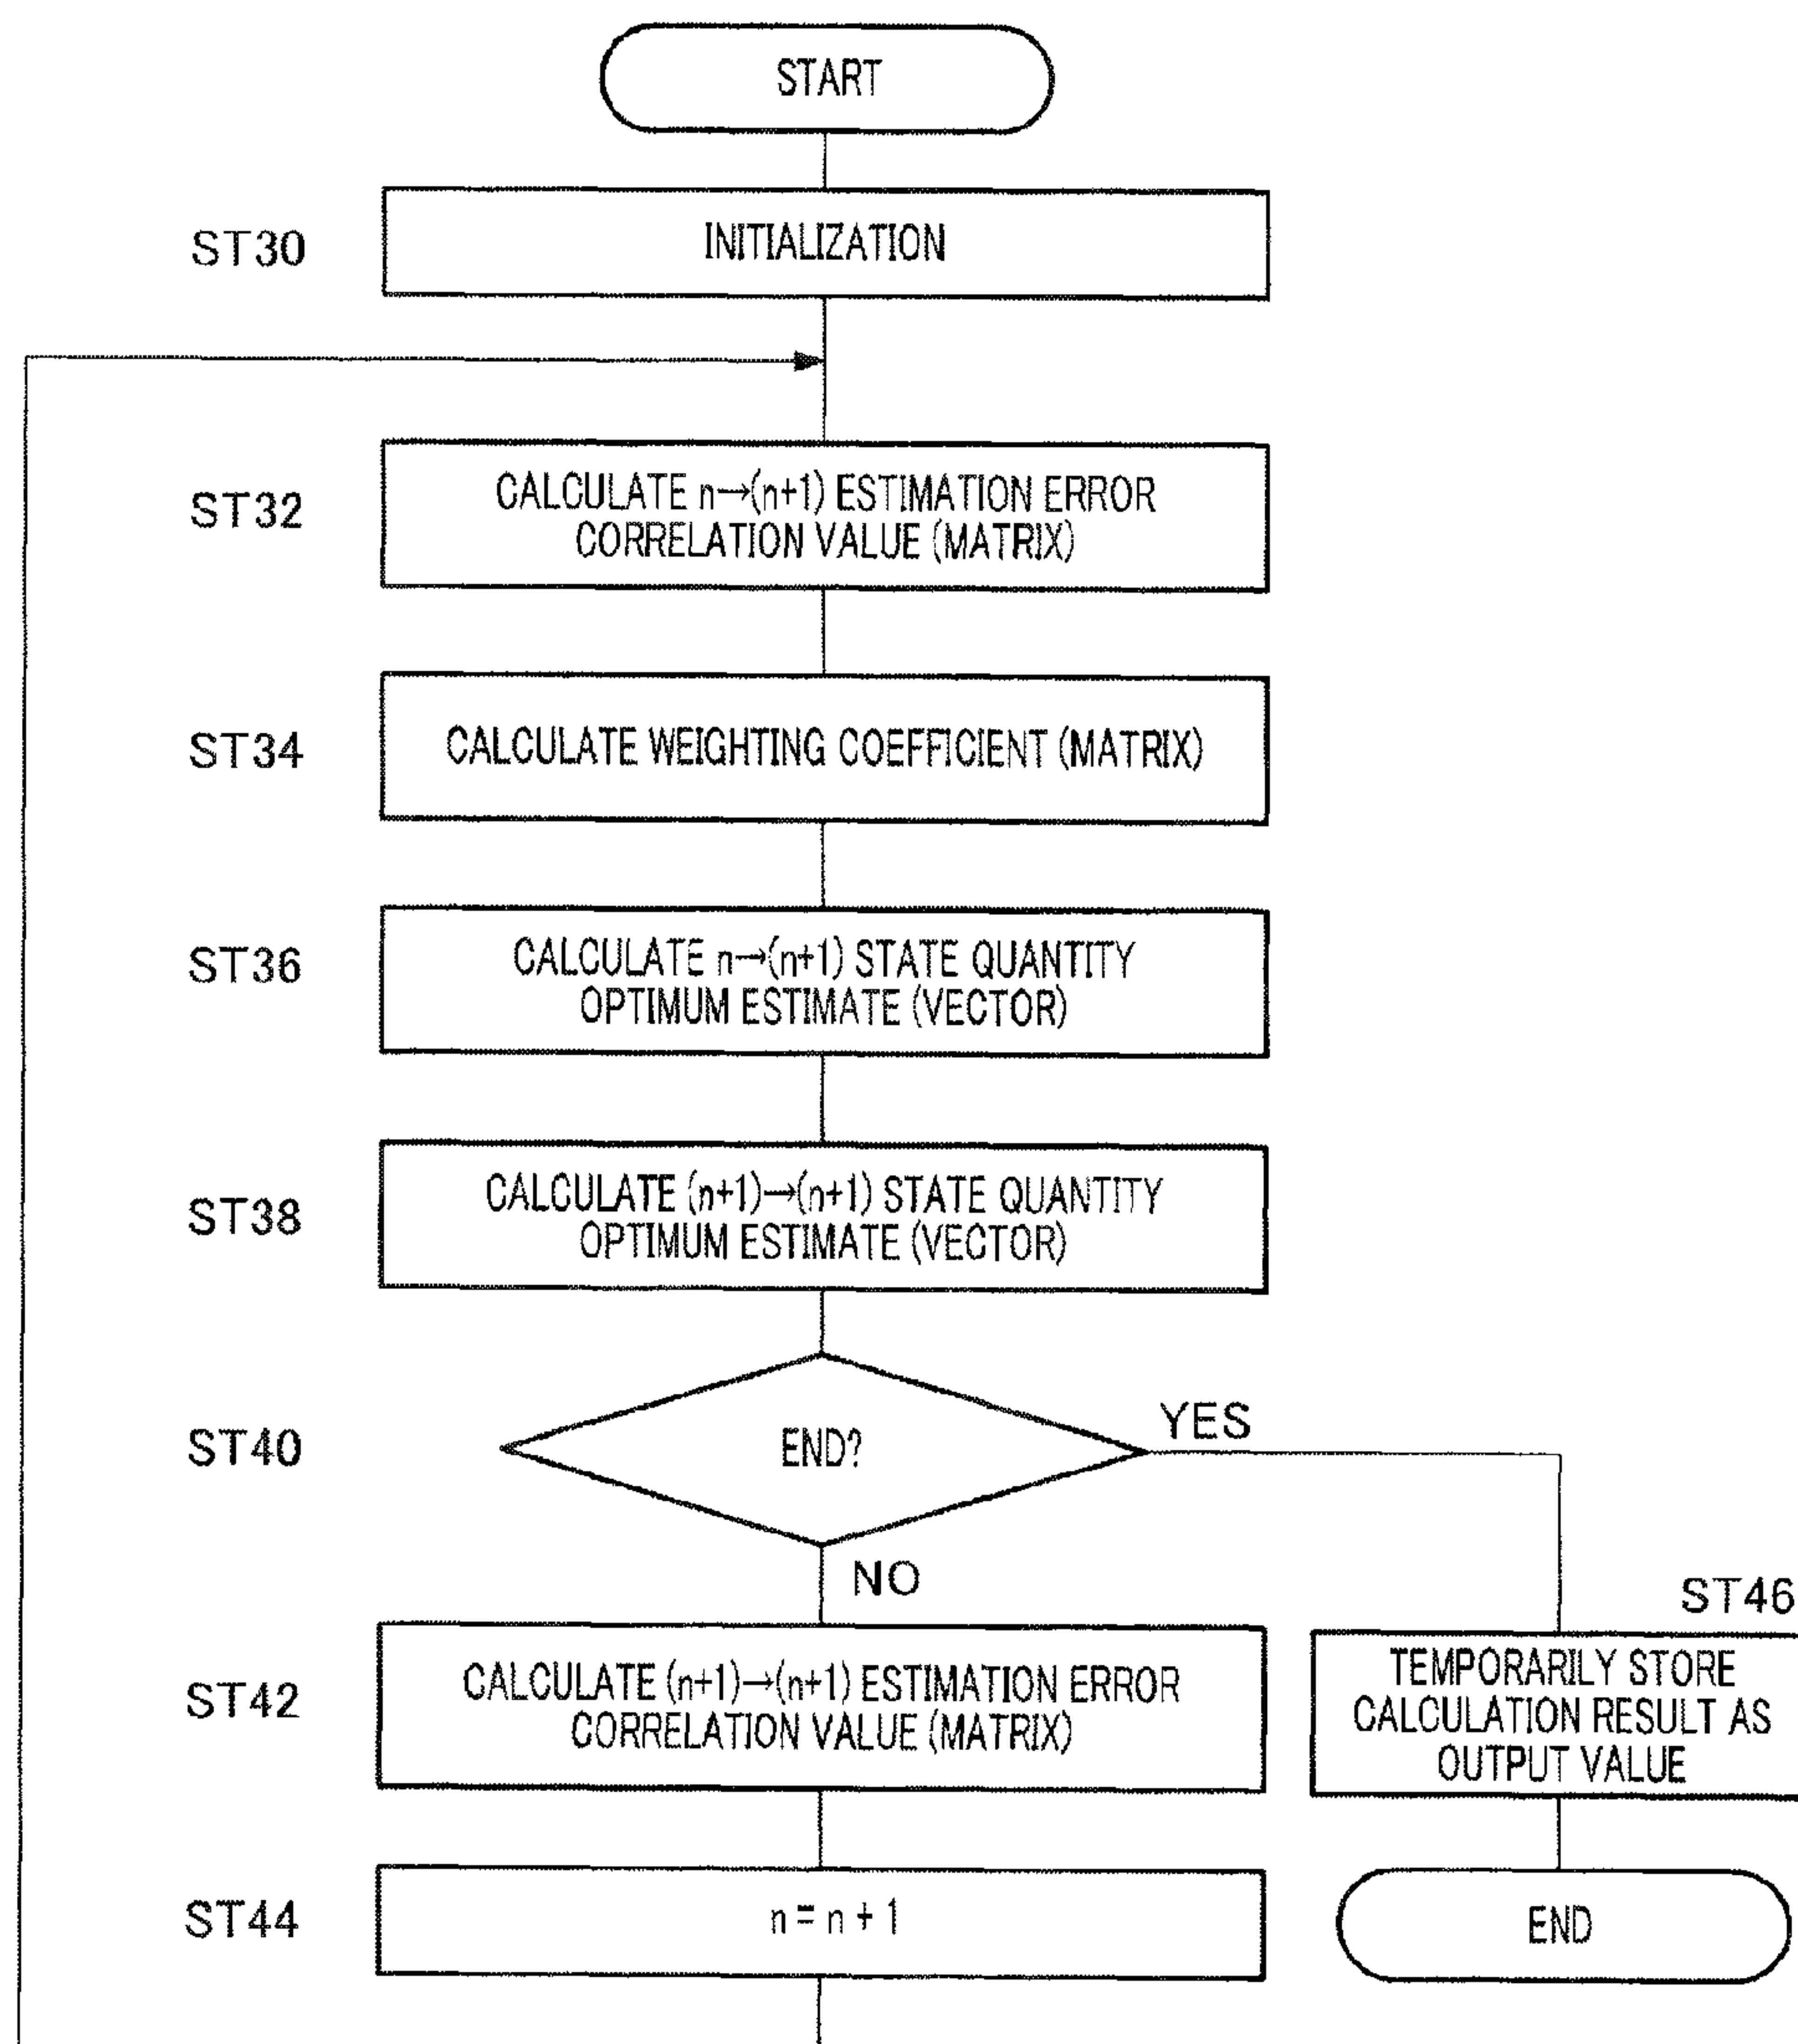 START
ST30
INITIALIZATION
ST32
CALCULATE n→(n+1) ESTIMATION ERROR
CORRELATION VALUE (MATRIX)
ST34
CALCULATE WEIGHTING COEFFICIENT (MATRIX)
ST36
CALCULATE n→(n+1) STATE QUANTITY
OPTIMUM ESTIMATE (VECTOR)
ST38
CALCULATE (n+1)→(n+1) STATE QUANTITY
OPTIMUM ESTIMATE (VECTOR)
ST40
END?
YES
NO
ST42
CALCULATE (n+1)→(n+1) ESTIMATION ERROR
CORRELATION VALUE (MATRIX)
ST46
TEMPORARILY STORE
CALCULATION RESULT AS
OUTPUT VALUE
ST44
n = n + 1
END